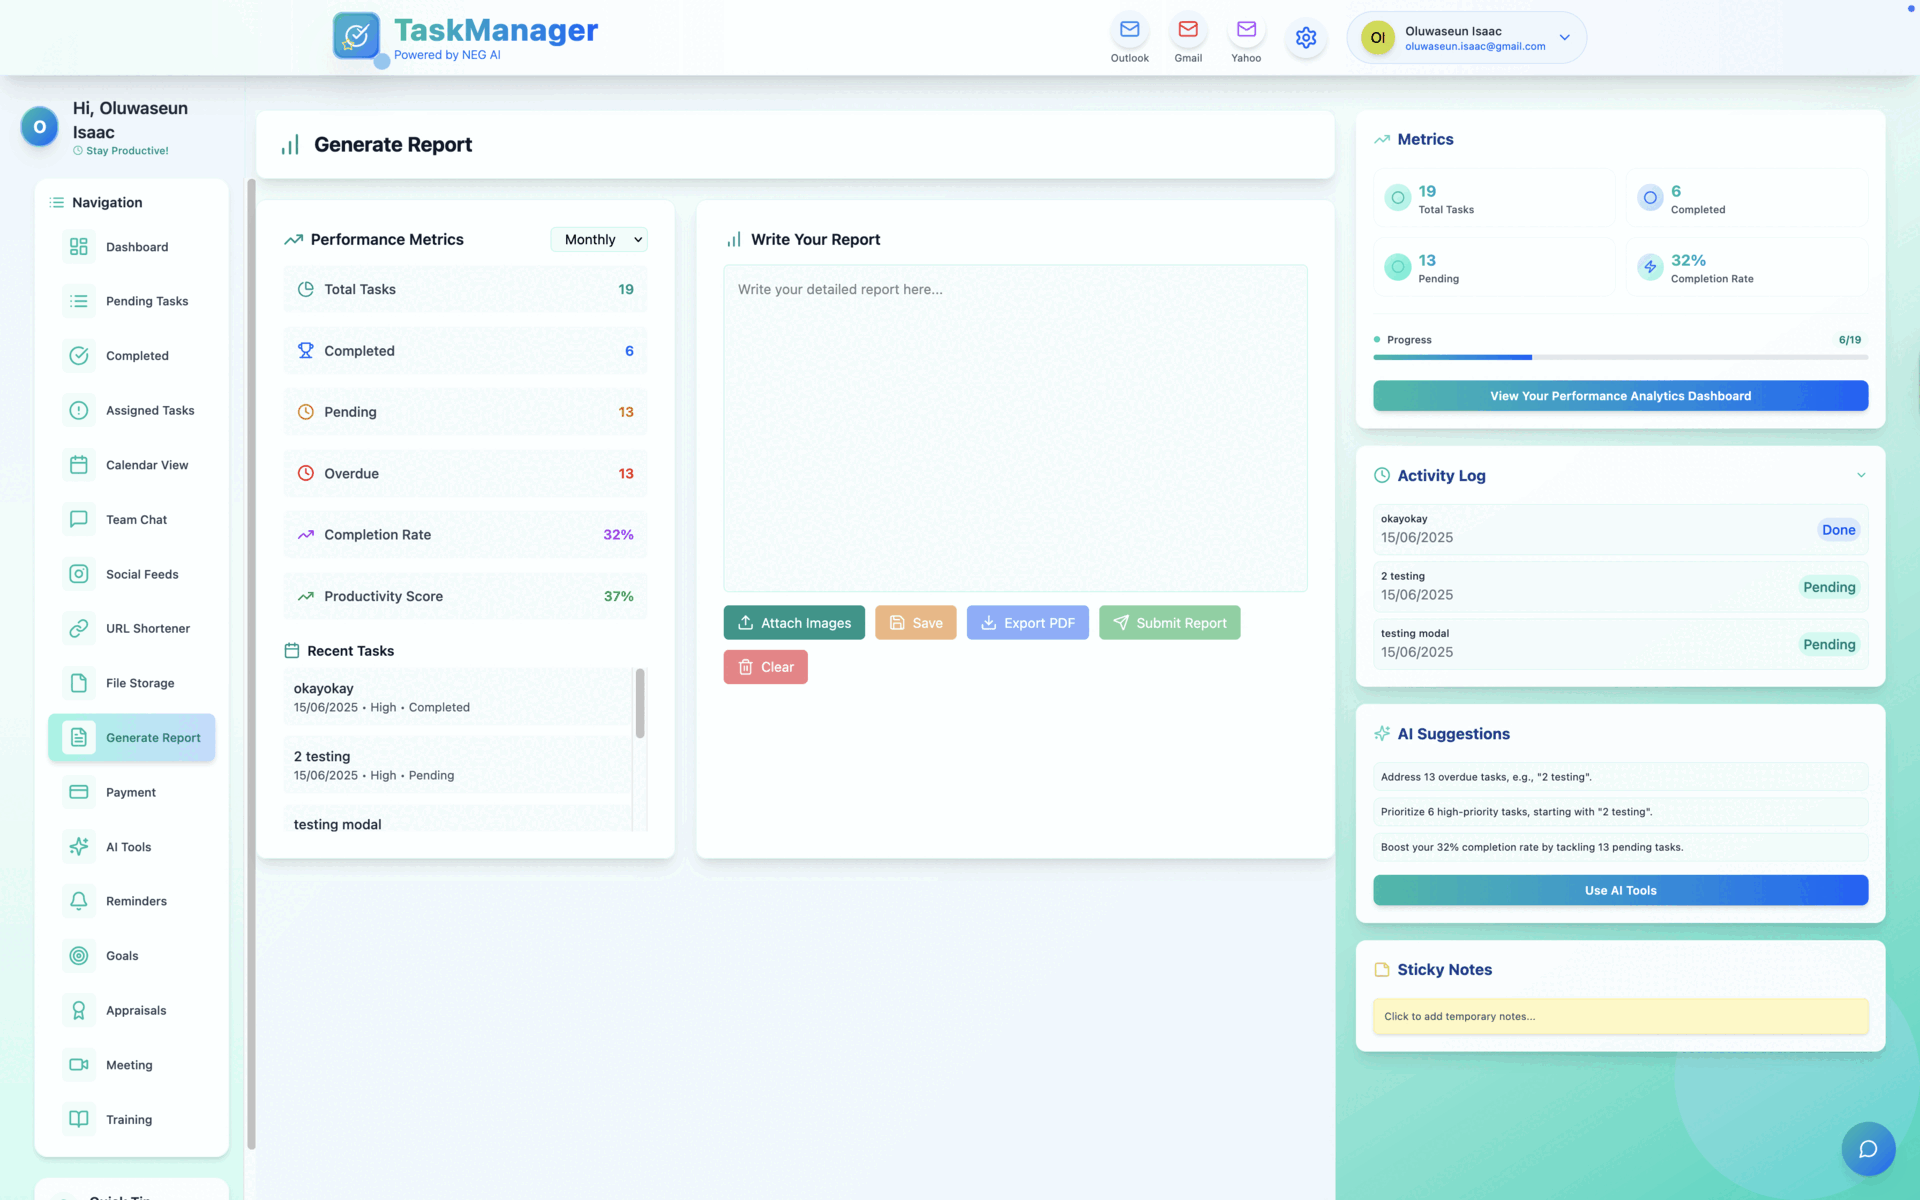 TaskManager
Powered by NEG AI
Outlook
Gmail
Yahoo
OI
Oluwaseun Isaac
oluwaseun.isaac@gmail.com
O
Hi, Oluwaseun
Isaac
Stay Productive!
Navigation
Dashboard
Pending Tasks
Completed
Assigned Tasks
Calendar View
Team Chat
Social Feeds
URL Shortener
File Storage
Generate Report
Payment
AI Tools
Reminders
Goals
Appraisals
Meeting
Training
Quick Tip
Generate Report
Performance Metrics
Monthly
Total Tasks 19
Completed 6
Pending 13
Overdue 13
Completion Rate 32%
Productivity Score 37%
Recent Tasks
okayokay
15/06/2025 • High • Completed
2 testing
15/06/2025 • High • Pending
testing modal
Write Your Report
Write your detailed report here...
Attach Images
Save
Export PDF
Submit Report
Clear
Metrics
19
Total Tasks
6
Completed
13
Pending
32%
Completion Rate
Progress 6/19
View Your Performance Analytics Dashboard
Activity Log
okayokay
15/06/2025
Done
2 testing
15/06/2025
Pending
testing modal
15/06/2025
Pending
AI Suggestions
Address 13 overdue tasks, e.g., "2 testing".
Prioritize 6 high-priority tasks, starting with "2 testing".
Boost your 32% completion rate by tackling 13 pending tasks.
Use AI Tools
Sticky Notes
Click to add temporary notes...